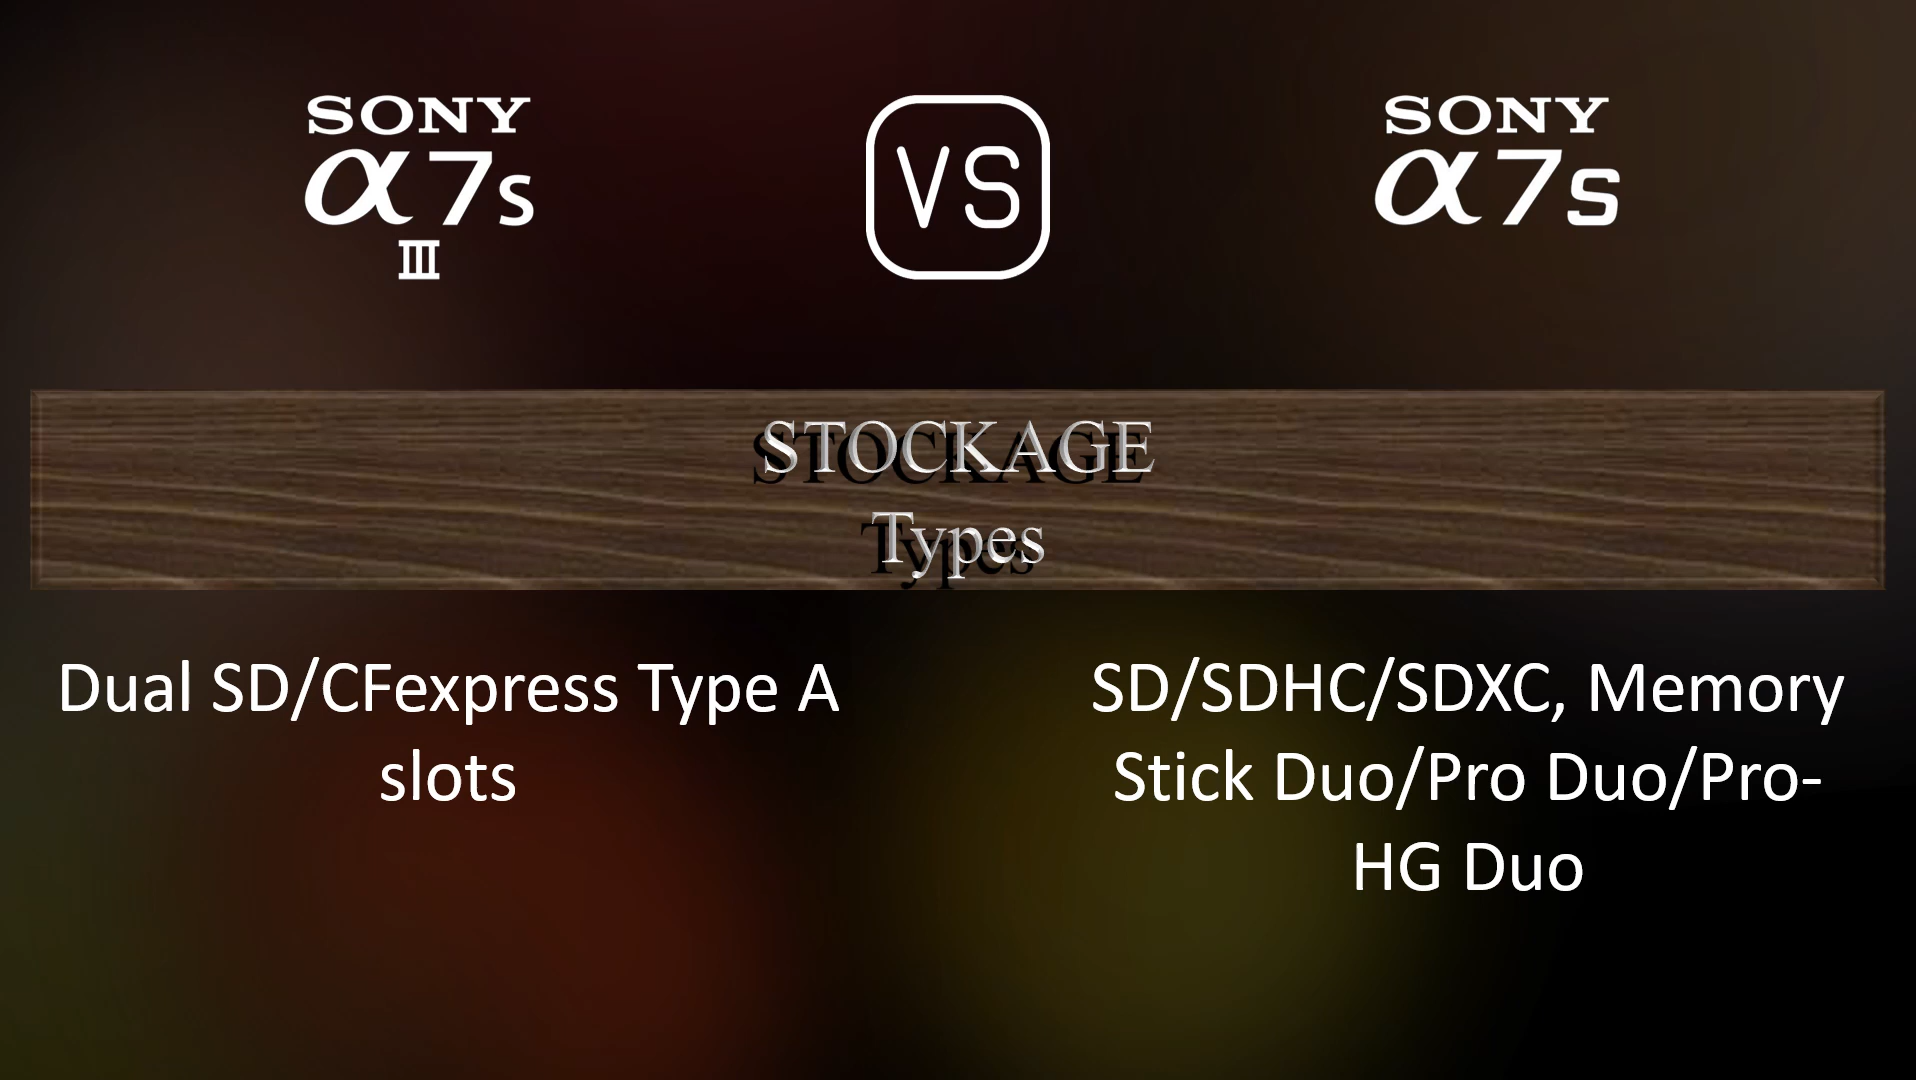 SONY
α7s
III
VS
SONY
α7s
STOCKAGE
Types
Dual SD/CFexpress Type A
slots
SD/SDHC/SDXC, Memory
Stick Duo/Pro Duo/Pro-
HG Duo